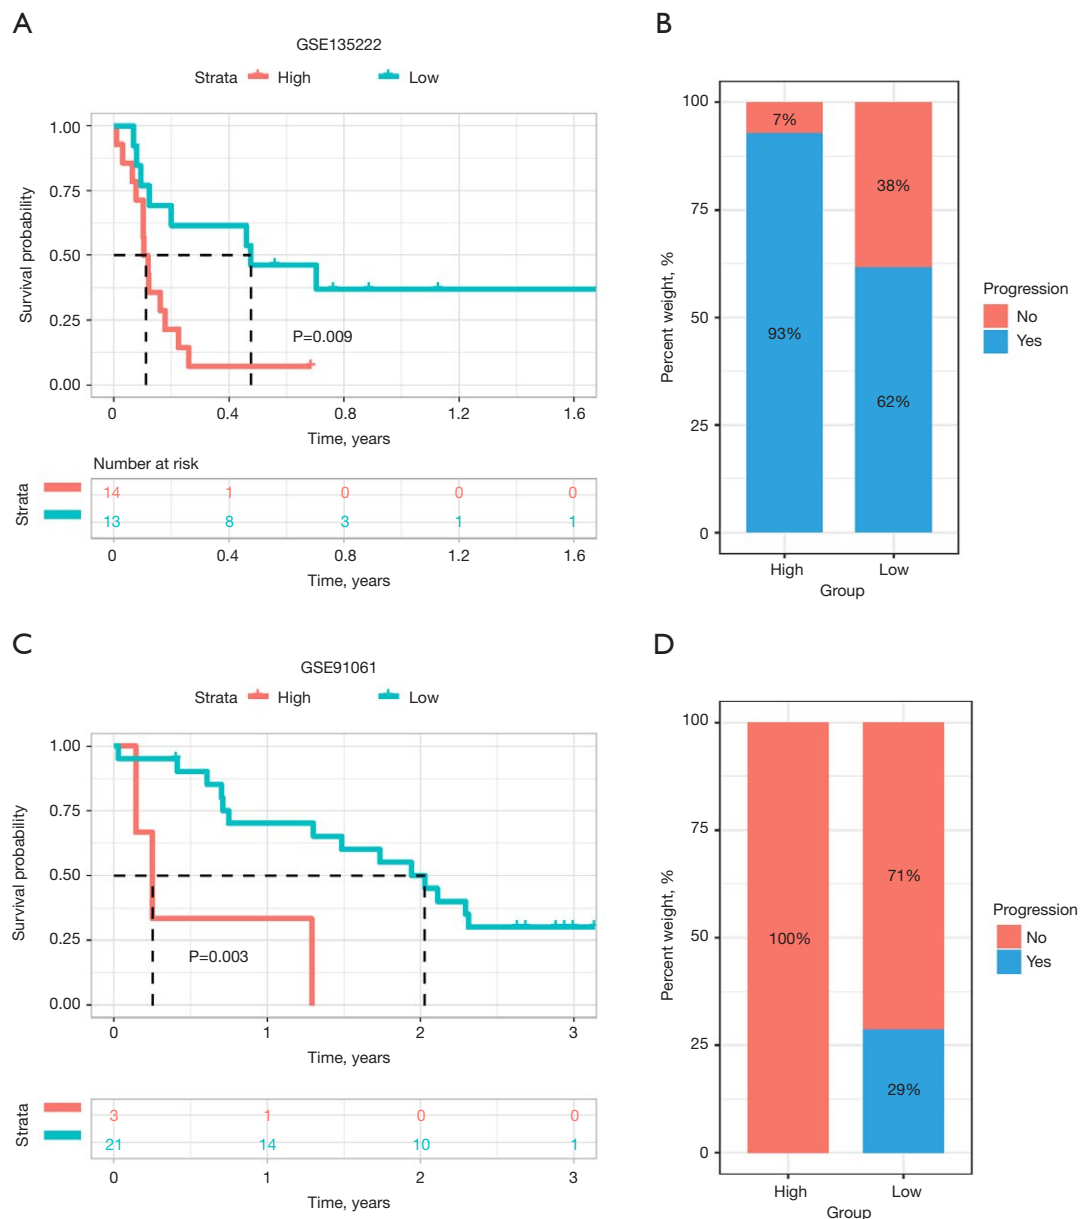 A
GSE135222
Strata High Low
1.00
0.75
0.50
0.25
0.00
Survival probability
P=0.009
0 0.4 0.8 1.2 1.6
Time, years
Number at risk
Strata
14 1 0 0 0
13 8 3 1 1
0 0.4 0.8 1.2 1.6
Time, years
B
100
75
50
25
0
Percent weight, %
7%
93%
38%
62%
High Low
Group
Progression
No
Yes
C
GSE91061
Strata High Low
1.00
0.75
0.50
0.25
0.00
Survival probability
P=0.003
0 1 2 3
Time, years
Strata
3 1 0 0
21 14 10 1
0 1 2 3
Time, years
D
100
75
50
25
0
Percent weight, %
100%
71%
29%
High Low
Group
Progression
No
Yes